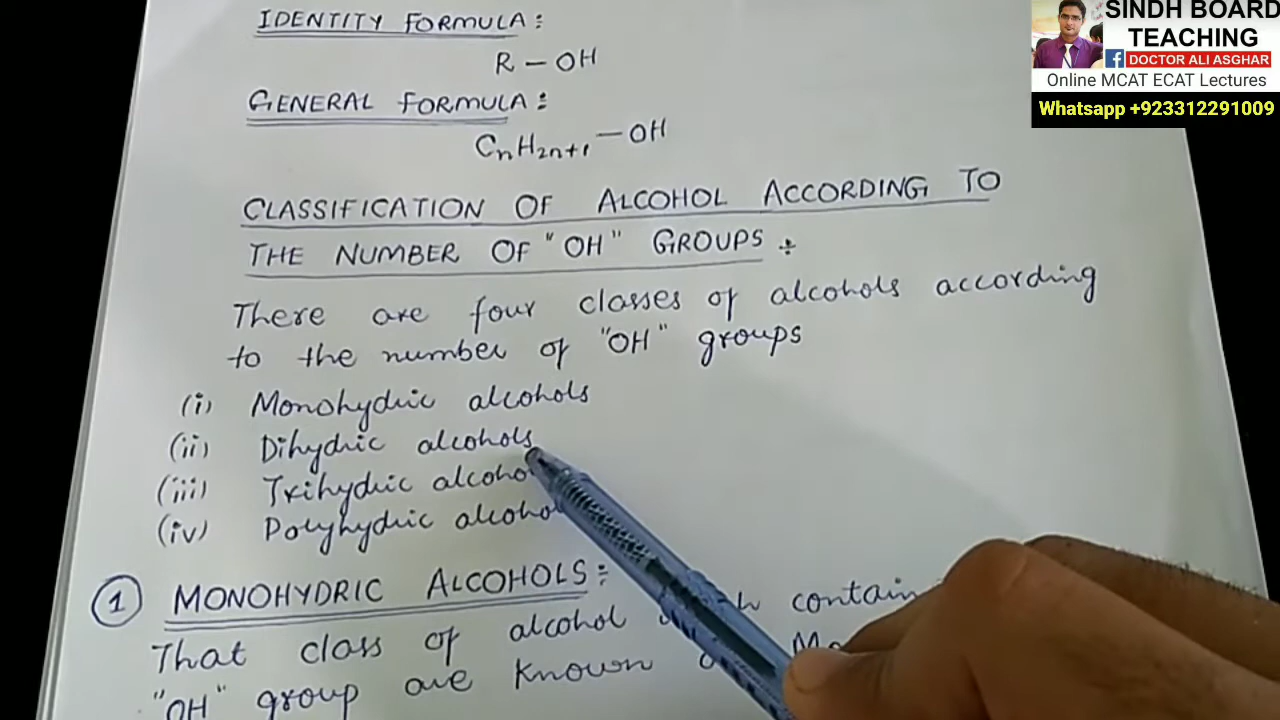 IDENTITY FORMULA :
R – OH
GENERAL FORMULA :
CnH2n+1 – OH
CLASSIFICATION OF ALCOHOL ACCORDING TO
THE NUMBER OF "OH" GROUPS ÷
There are four classes of alcohols according
to the number of "OH" groups
(i) Monohydric alcohols
(ii) Dihydric alcohols
(iii) Trihydric
(iv) Polyhydric
1 MONOHYDRIC ALCOHOLS :
That class of alcohol contain
"OH" group are known
SINDH BOARD
TEACHING
f DOCTOR ALI ASGHAR
Online MCAT ECAT Lectures
Whatsapp +923312291009